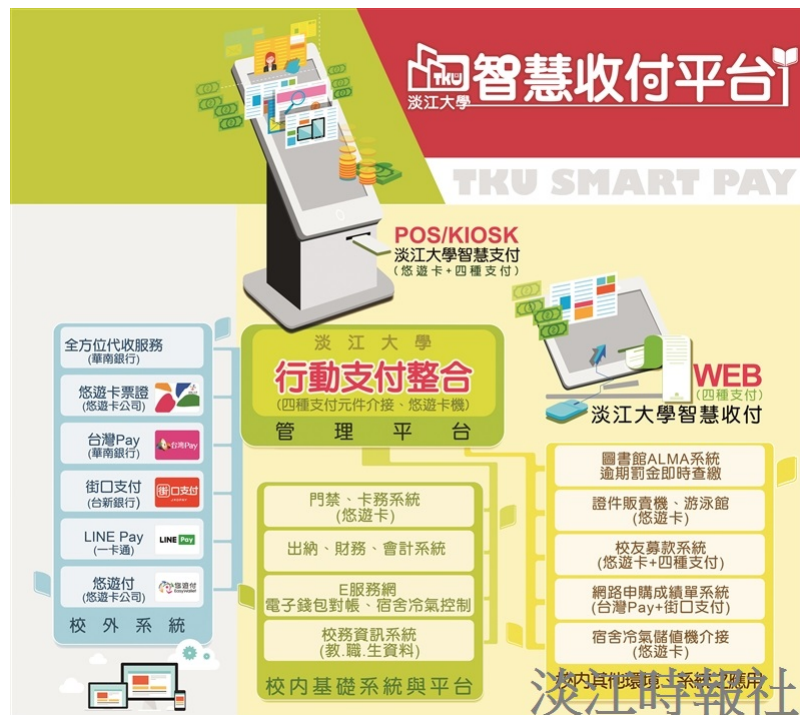 TKU
淡江大學
智慧收付平台
TKU SMART PAY
POS/KIOSK
淡江大學智慧支付
(悠遊卡+四種支付)
全方位代收服務
(華南銀行)
悠遊卡票證
(悠遊卡公司)
台灣Pay
(華南銀行)
台灣Pay
街口支付
(台新銀行)
街口支付
LINE Pay
(一卡通)
LINE Pay
悠遊付
(悠遊卡公司)
悠遊付
EasyWallet
校外系統
淡江大學
行動支付整合
(四種支付元件介接、悠遊卡機)
管理平台
門禁、卡務系統
(悠遊卡)
出納、財務、會計系統
E服務網
電子錢包對帳、宿舍冷氣控制
校務資訊系統
(教.職.生資料)
校內基礎系統與平台
WEB
(四種支付)
淡江大學智慧收付
圖書館ALMA系統
逾期罰金即時查繳
證件販賣機、游泳館
(悠遊卡)
校友募款系統
(悠遊卡+四種支付)
網路申購成績單系統
(台灣Pay+街口支付)
宿舍冷氣儲值機介接
(悠遊卡)
校內其他環境、系統之應用
淡江時報社